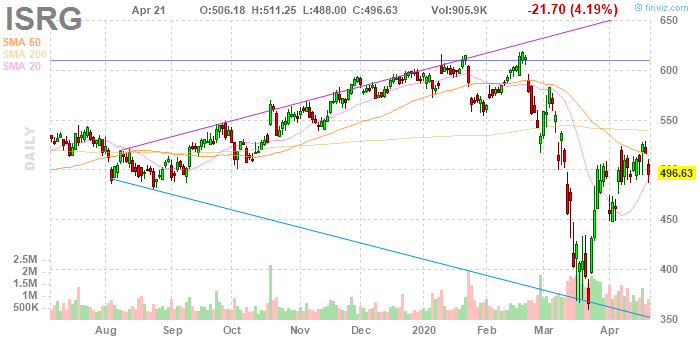 ISRG
Apr 21 O:506.18 H:511.25 L:488.00 C:496.63 Vol:905.9K -21.70 (4.19%)
© finviz.com
SMA 50
SMA 200
SMA 20
DAILY
650
600
550
500
496.63
450
400
350
2.5M
2M
1.5M
1M
500K
Aug Sep Oct Nov Dec 2020 Feb Mar Apr